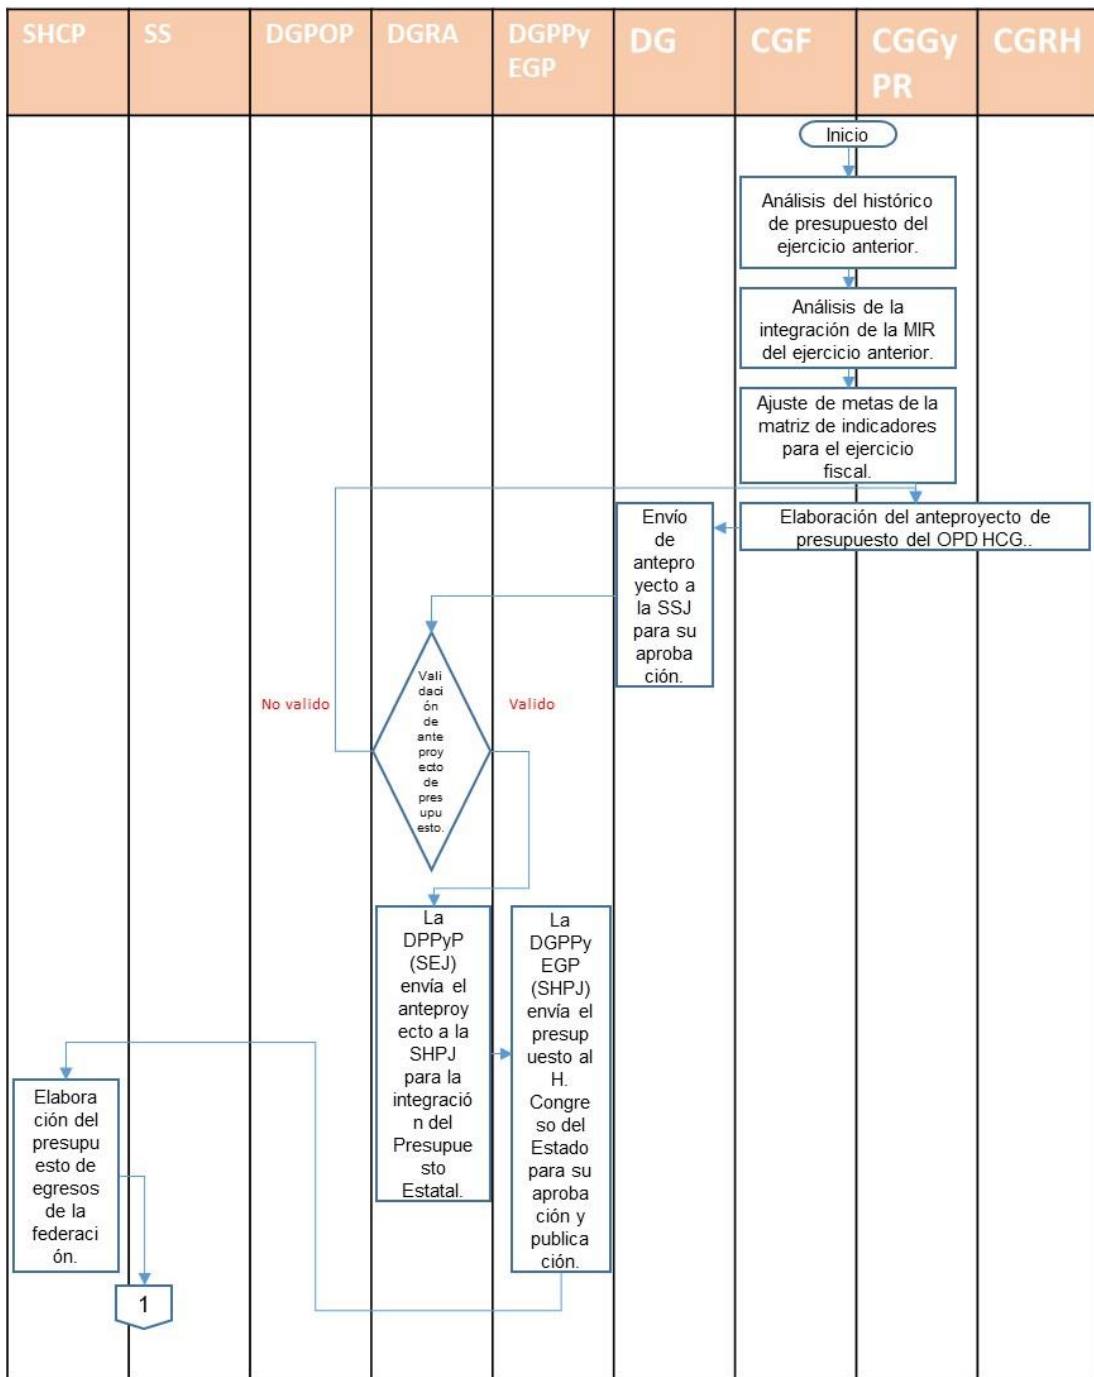 SHCP
SS
DGPOP
DGRA
DGPPy
EGP
DG
CGF
CGGy
PR
CGRH
Inicio
Análisis del histórico
de presupuesto del
ejercicio anterior.
Análisis de la
integración de la MIR
del ejercicio anterior.
Ajuste de metas de la
matriz de indicadores
para el ejercicio
fiscal.
Elaboración del anteproyecto de
presupuesto del OPD HCG..
Envío
de
antepro
yecto a
la SSJ
para su
aproba
ción.
Vali
daci
ón
de
ante
proy
ecto
de
pres
upu
esto.
No valido
Valido
La
DPPyP
(SEJ)
envía el
anteproy
ecto a la
SHPJ
para la
integració
n del
Presupue
sto
Estatal.
La
DGPPy
EGP
(SHPJ)
envía el
presup
uesto al
H.
Congre
so del
Estado
para su
aproba
ción y
publica
ción.
Elabora
ción del
presupu
esto de
egresos
de la
federaci
ón.
1